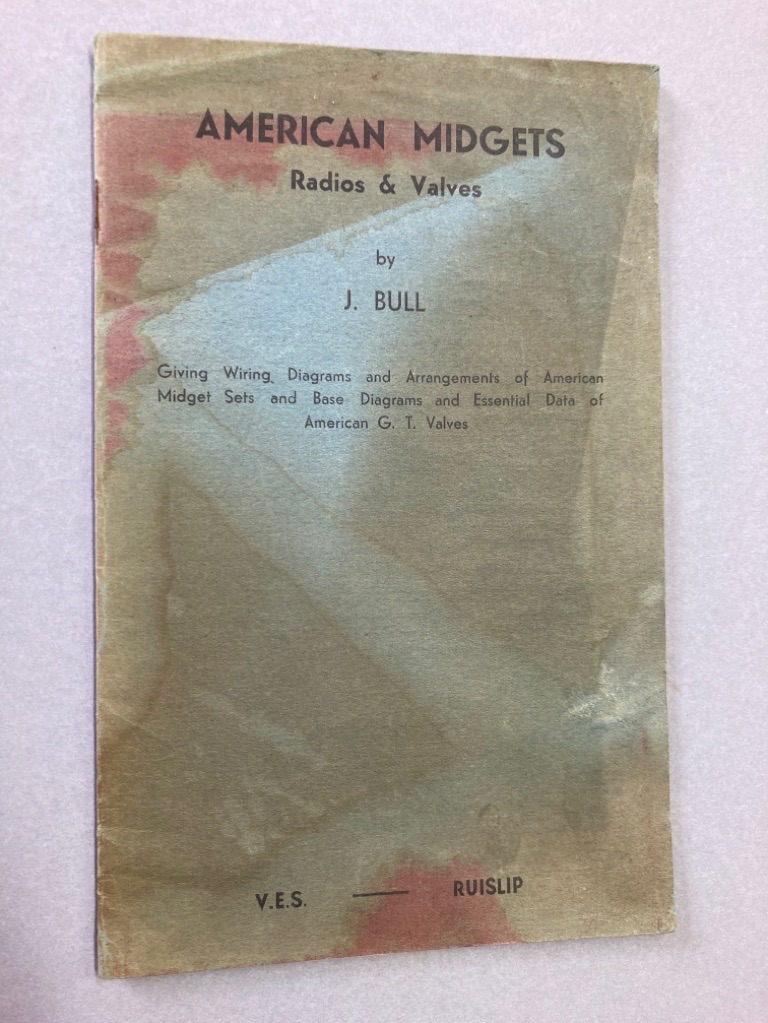 AMERICAN MIDGETS
Radios & Valves
by
J. BULL
Giving Wiring Diagrams and Arrangements of American
Midget Sets and Base Diagrams and Essential Data of
American G. T. Valves
V.E.S. — RUISLIP